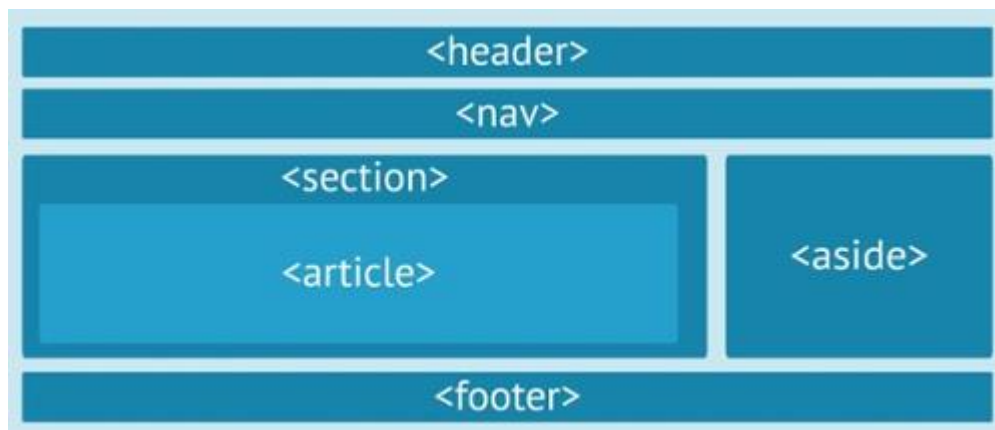 <header>
<nav>
<section>
<article>
<aside>
<footer>